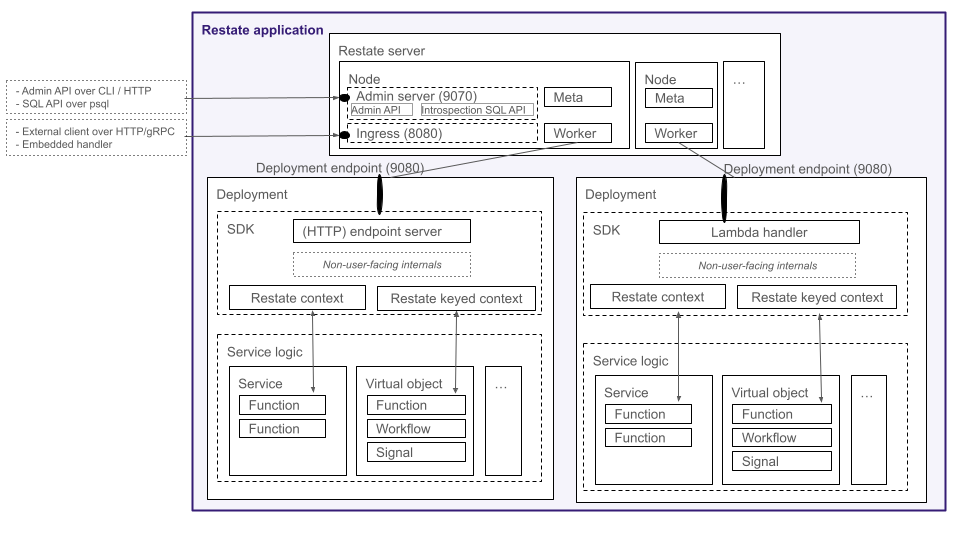 Restate application
Restate server
- Admin API over CLI / HTTP
- SQL API over psql
- External client over HTTP/gRPC
- Embedded handler
Node
Admin server (9070)
Admin API
Introspection SQL API
Ingress (8080)
Meta
Worker
Node
Meta
Worker
...
Deployment endpoint (9080)
Deployment
SDK
(HTTP) endpoint server
Non-user-facing internals
Restate context
Restate keyed context
Service logic
Service
Function
Function
Virtual object
Function
Workflow
Signal
...
Deployment endpoint (9080)
Deployment
SDK
Lambda handler
Non-user-facing internals
Restate context
Restate keyed context
Service logic
Service
Function
Function
Virtual object
Function
Workflow
Signal
...